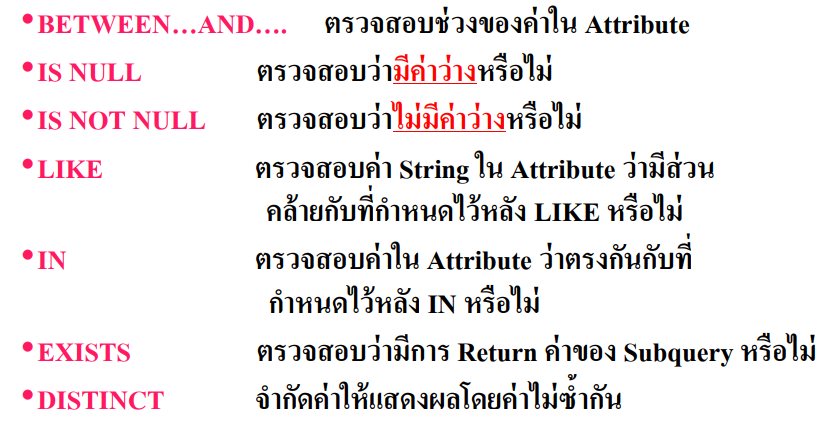 •BETWEEN…AND…. ตรวจสอบช่วงของค่าใน Attribute
•IS NULL ตรวจสอบว่ามีค่าว่างหรือไม่
•IS NOT NULL ตรวจสอบว่าไม่มีค่าว่างหรือไม่
•LIKE ตรวจสอบค่า String ใน Attribute ว่ามีส่วน
คล้ายกับที่กำหนดไว้หลัง LIKE หรือไม่
•IN ตรวจสอบค่าใน Attribute ว่าตรงกันกับที่
กำหนดไว้หลัง IN หรือไม่
•EXISTS ตรวจสอบว่ามีการ Return ค่าของ Subquery หรือไม่
•DISTINCT จำกัดค่าให้แสดงผลโดยค่าไม่ซ้ำกัน